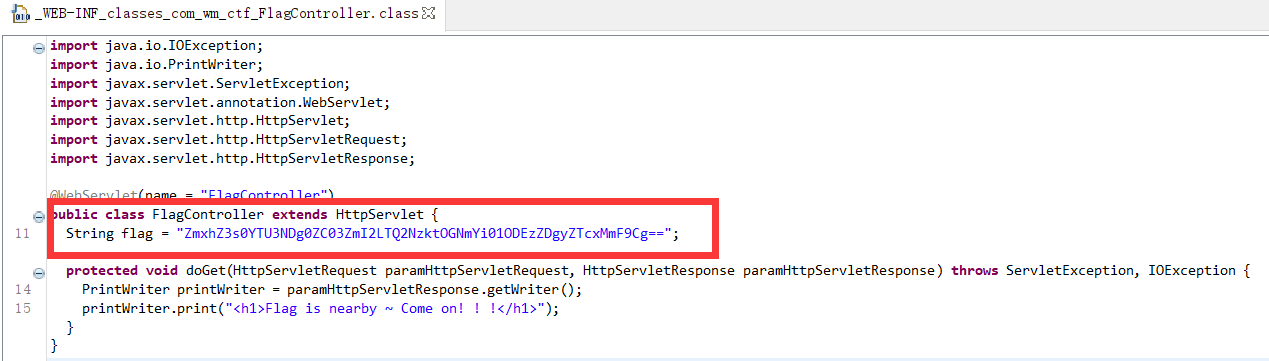 _WEB-INF_classes_com_wm_ctf_FlagController.class
import java.io.IOException;
import java.io.PrintWriter;
import javax.servlet.ServletException;
import javax.servlet.annotation.WebServlet;
import javax.servlet.http.HttpServlet;
import javax.servlet.http.HttpServletRequest;
import javax.servlet.http.HttpServletResponse;
@WebServlet(name = "FlagController")
public class FlagController extends HttpServlet {
11 String flag = "ZmxhZ3s0YTU3NDg0ZC03ZmI2LTQ2NzktOGNmYi01ODEzZDgyZTcxMmF9Cg==";
protected void doGet(HttpServletRequest paramHttpServletRequest, HttpServletResponse paramHttpServletResponse) throws ServletException, IOException {
14 PrintWriter printWriter = paramHttpServletResponse.getWriter();
15 printWriter.print("<h1>Flag is nearby ~ Come on! ! !</h1>");
}
}